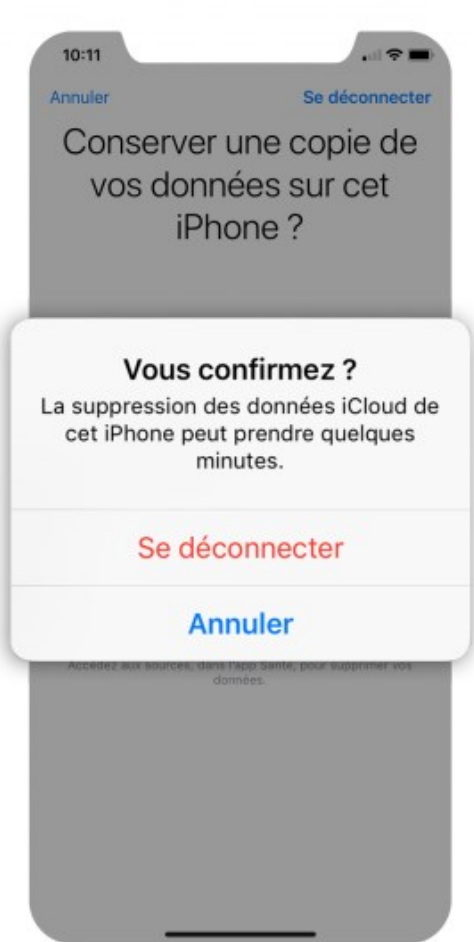 10:11
Annuler Se déconnecter
Conserver une copie de
vos données sur cet
iPhone ?
Vous confirmez ?
La suppression des données iCloud de
cet iPhone peut prendre quelques
minutes.
Se déconnecter
Annuler
Accédez aux sources, dans l'app Santé, pour supprimer vos
données.